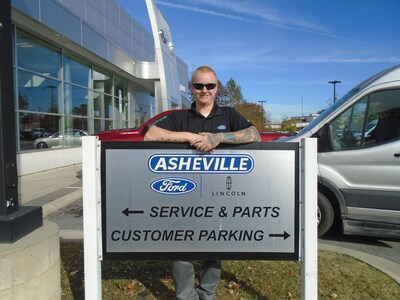 ASHEVILLE
Ford
LINCOLN
SERVICE & PARTS
CUSTOMER PARKING